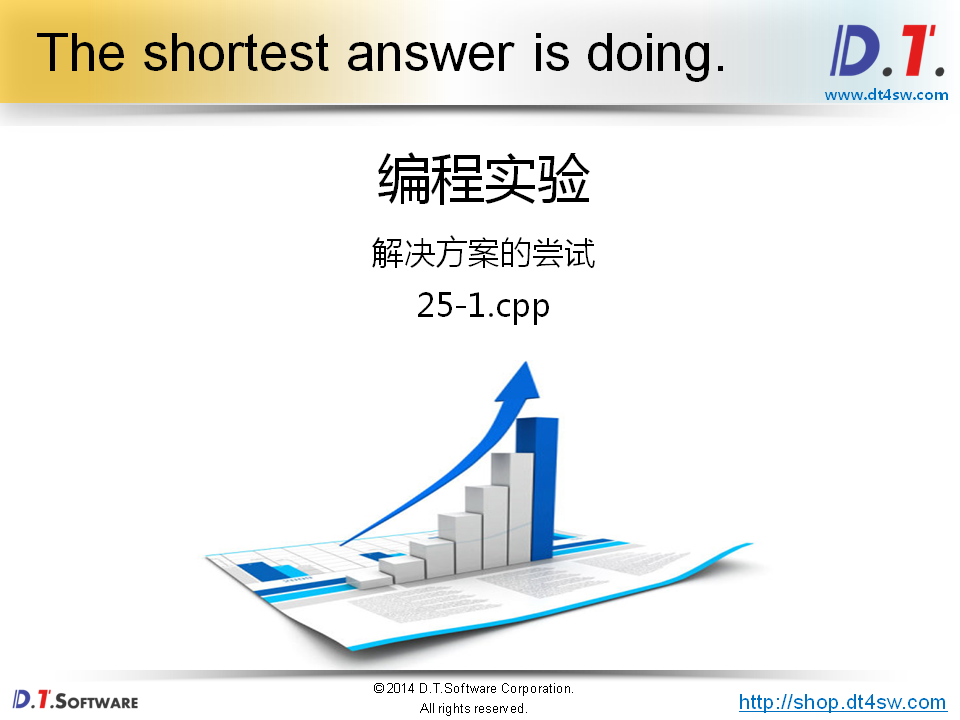 The shortest answer is doing.
D.T.
www.dt4sw.com
编程实验
解决方案的尝试
25-1.cpp
2009
D.T.SOFTWARE
©2014 D.T.Software Corporation.
All rights reserved.
http://shop.dt4sw.com